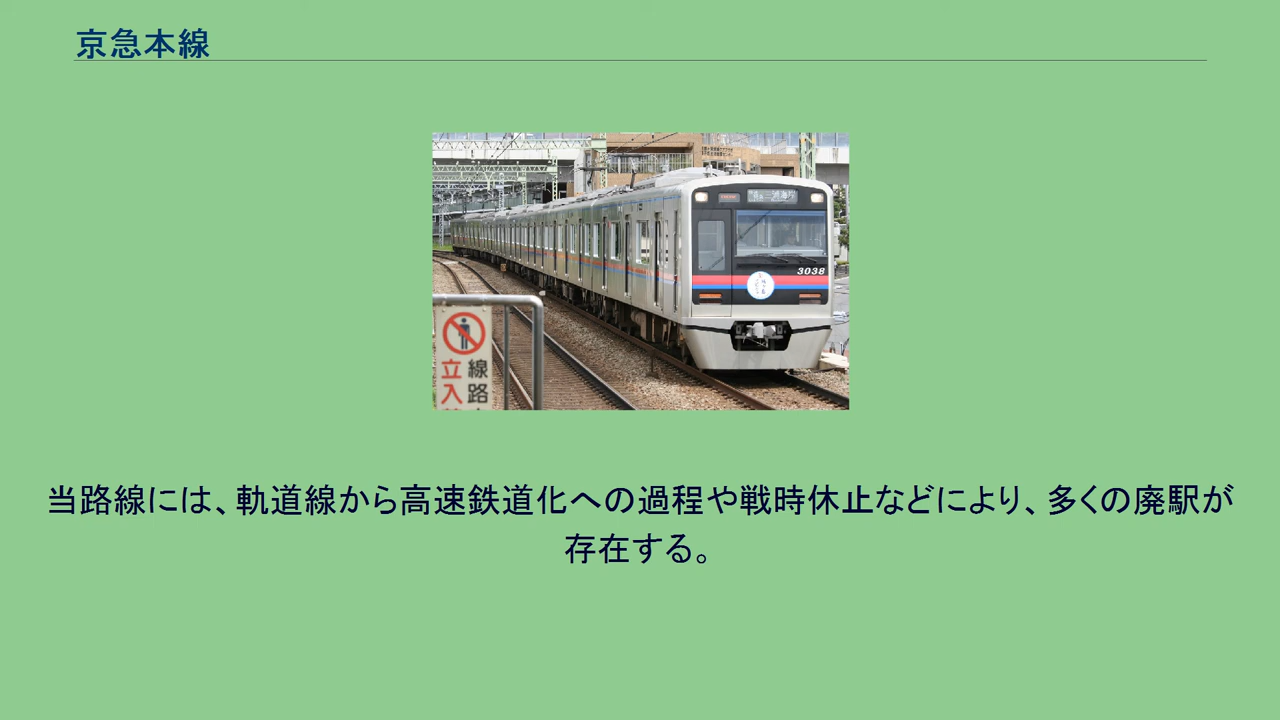 京急本線
3038
線路
立入
当路線には、軌道線から高速鉄道化への過程や戦時休止などにより、多くの廃駅が
存在する。